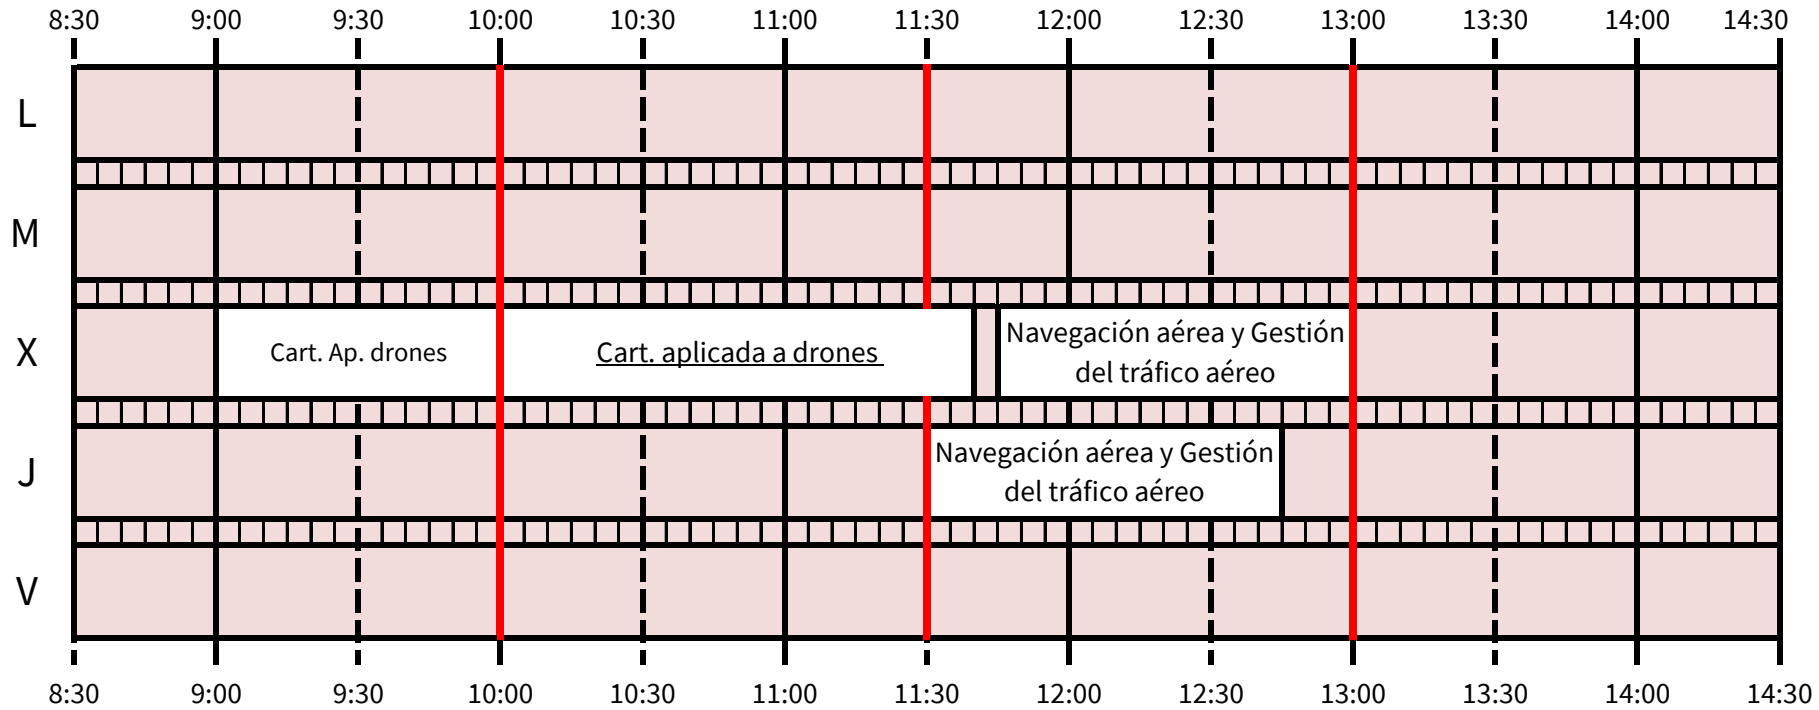 8:30 9:00 9:30 10:00 10:30 11:00 11:30 12:00 12:30 13:00 13:30 14:00 14:30
L
M
X
Cart. Ap. drones
Cart. aplicada a drones
Navegación aérea y Gestión
del tráfico aéreo
J
Navegación aérea y Gestión
del tráfico aéreo
V
8:30 9:00 9:30 10:00 10:30 11:00 11:30 12:00 12:30 13:00 13:30 14:00 14:30